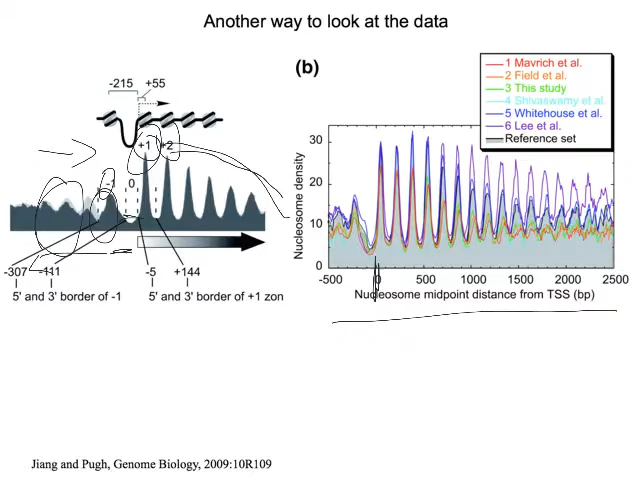 Another way to look at the data
-215
+55
+1
+2
-1
0
-307
-5
+144
5' and 3' border of -1
5' and 3' border of +1 zon
(b)
1 Mavrich et al.
2 Field et al.
3 This study
4 Shivaswamy et al.
5 Whitehouse et al.
6 Lee et al.
Reference set
Nucleosome density
30
20
10
0
-500
0
500
1000
1500
2000
2500
Nucleosome midpoint distance from TSS (bp)
Jiang and Pugh, Genome Biology, 2009:10R109